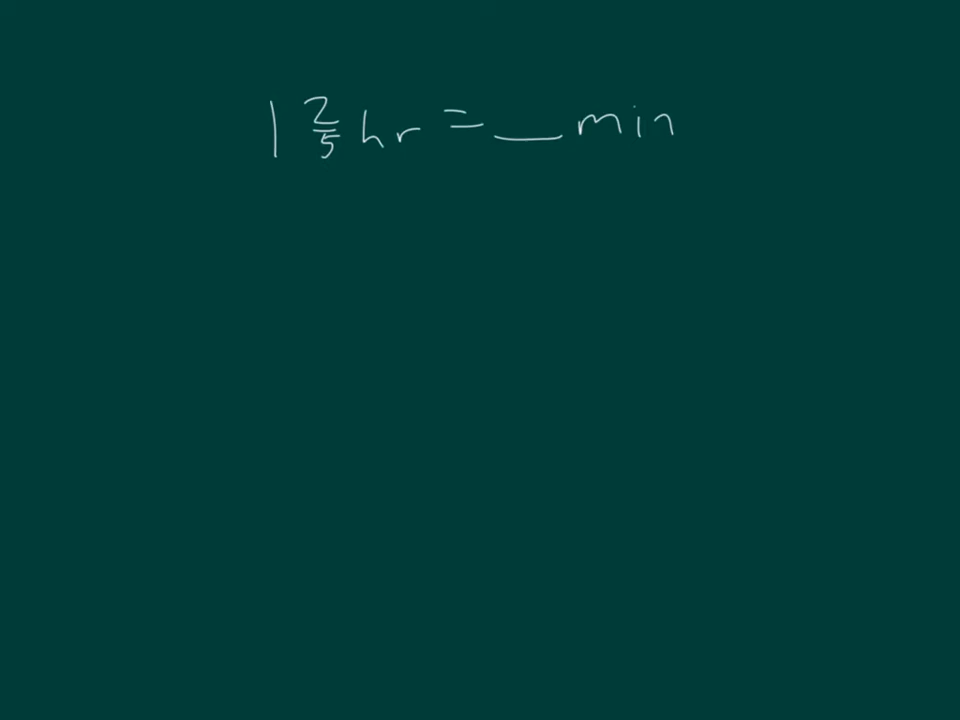 1 2/5 hr = __ min